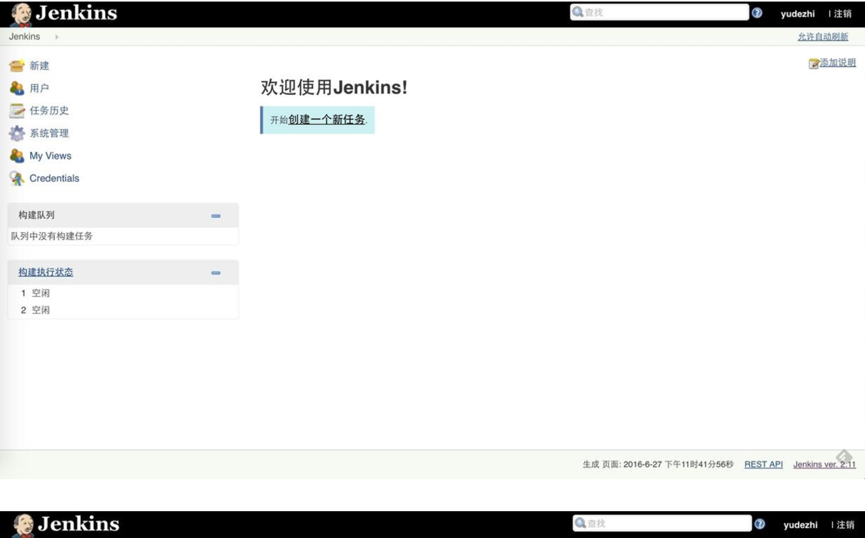 Jenkins
查找
yudezhi
| 注销
Jenkins
允许自动刷新
新建
添加说明
用户
欢迎使用Jenkins!
任务历史
开始创建一个新任务.
系统管理
My Views
Credentials
构建队列
队列中没有构建任务
构建执行状态
1 空闲
2 空闲
生成 页面: 2016-6-27 下午11时41分56秒 REST API Jenkins ver. 2.11
Jenkins
查找
yudezhi
| 注销